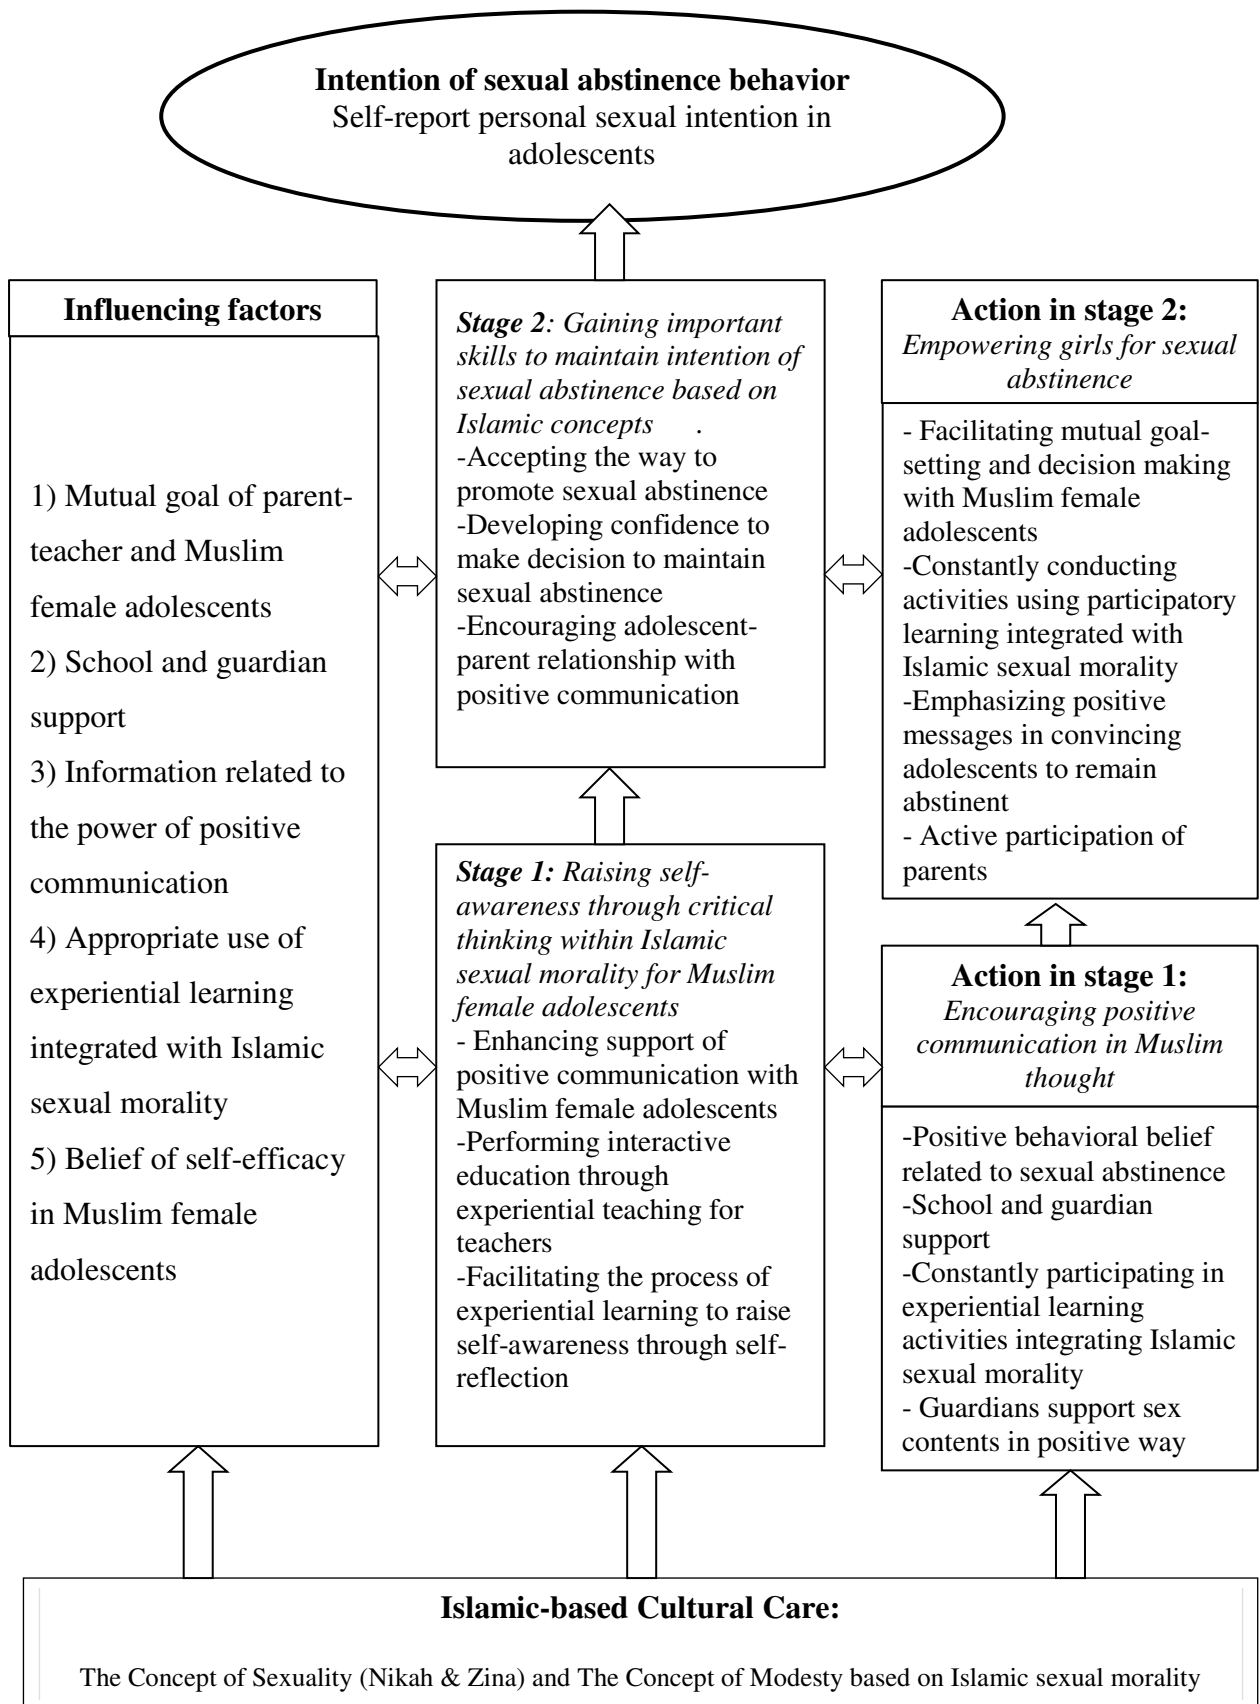 Intention of sexual abstinence behavior
Self-report personal sexual intention in
adolescents
Influencing factors
1) Mutual goal of parent-
teacher and Muslim
female adolescents
2) School and guardian
support
3) Information related to
the power of positive
communication
4) Appropriate use of
experiential learning
integrated with Islamic
sexual morality
5) Belief of self-efficacy
in Muslim female
adolescents
Stage 2: Gaining important
skills to maintain intention of
sexual abstinence based on
Islamic concepts .
-Accepting the way to
promote sexual abstinence
-Developing confidence to
make decision to maintain
sexual abstinence
-Encouraging adolescent-
parent relationship with
positive communication
Stage 1: Raising self-
awareness through critical
thinking within Islamic
sexual morality for Muslim
female adolescents
- Enhancing support of
positive communication with
Muslim female adolescents
-Performing interactive
education through
experiential teaching for
teachers
-Facilitating the process of
experiential learning to raise
self-awareness through self-
reflection
Action in stage 2:
Empowering girls for sexual
abstinence
- Facilitating mutual goal-
setting and decision making
with Muslim female
adolescents
-Constantly conducting
activities using participatory
learning integrated with
Islamic sexual morality
-Emphasizing positive
messages in convincing
adolescents to remain
abstinent
- Active participation of
parents
Action in stage 1:
Encouraging positive
communication in Muslim
thought
-Positive behavioral belief
related to sexual abstinence
-School and guardian
support
-Constantly participating in
experiential learning
activities integrating Islamic
sexual morality
- Guardians support sex
contents in positive way
Islamic-based Cultural Care:
The Concept of Sexuality (Nikah & Zina) and The Concept of Modesty based on Islamic sexual morality